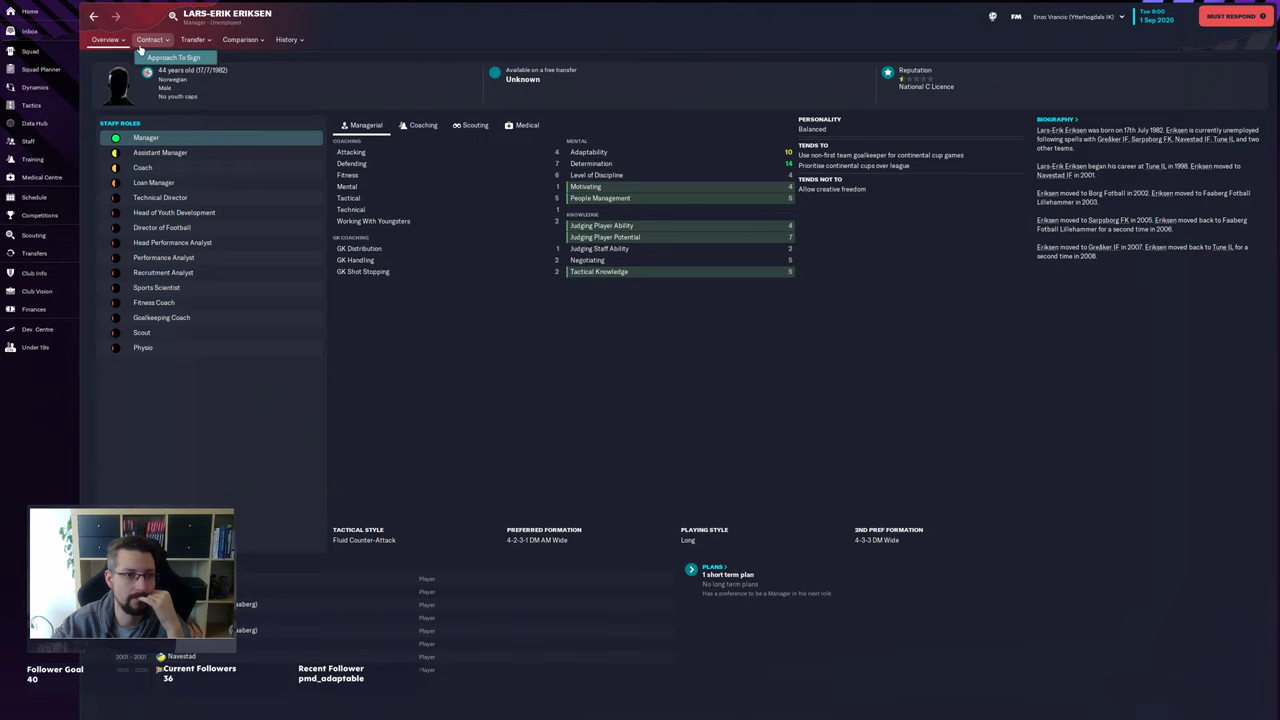 Home
Inbox
Squad
Squad Planner
Dynamics
Tactics
Data Hub
Staff
Training
Medical Centre
Schedule
Competitions
Scouting
Transfers
Club Info
Club Vision
Finances
Dev. Centre
Under 19s
LARS-ERIK ERIKSEN
Manager - Unemployed
FM
Enzo Vrancic (Ytterhogdals IK)
Tue 8:00
1 Sep 2026
MUST RESPOND
Overview
Contract
Transfer
Comparison
History
Approach To Sign
44 years old (17/7/1982)
Norwegian
Male
No youth caps
Available on a free transfer
Unknown
Reputation
National C Licence
STAFF ROLES
Manager
Assistant Manager
Coach
Loan Manager
Technical Director
Head of Youth Development
Director of Football
Head Performance Analyst
Performance Analyst
Recruitment Analyst
Sports Scientist
Fitness Coach
Goalkeeping Coach
Scout
Physio
Managerial
Coaching
Scouting
Medical
COACHING
Attacking 4
Defending 7
Fitness 6
Mental 1
Tactical 5
Technical 1
Working With Youngsters 2
GK COACHING
GK Distribution 1
GK Handling 2
GK Shot Stopping 2
MENTAL
Adaptability 10
Determination 14
Level of Discipline 4
Motivating 4
People Management 5
KNOWLEDGE
Judging Player Ability 4
Judging Player Potential 7
Judging Staff Ability 2
Negotiating 5
Tactical Knowledge 5
PERSONALITY
Balanced
TENDS TO
Use non-first team goalkeeper for continental cup games
Prioritise continental cups over league
TENDS NOT TO
Allow creative freedom
BIOGRAPHY
Lars-Erik Eriksen was born on 17th July 1982. Eriksen is currently unemployed
following spells with Greåker IF, Sarpsborg FK, Navestad IF, Tune IL and two
other teams.
Lars-Erik Eriksen began his career at Tune IL in 1998. Eriksen moved to
Navestad IF in 2001.
Eriksen moved to Borg Fotball in 2002. Eriksen moved to Faaberg Fotball
Lillehammer in 2003.
Eriksen moved to Sarpsborg FK in 2005. Eriksen moved back to Faaberg
Fotball Lillehammer for a second time in 2006.
Eriksen moved to Greåker IF in 2007. Eriksen moved back to Tune IL for a
second time in 2008.
TACTICAL STYLE
Fluid Counter-Attack
PREFERRED FORMATION
4-2-3-1 DM AM Wide
PLAYING STYLE
Long
2ND PREF FORMATION
4-3-3 DM Wide
PLANS
1 short term plan
No long term plans
Has a preference to be a Manager in his next role
Player
Player
Player
Player
Player
Player
Player
Player
2001 - 2001 Navestad
Follower Goal
40
Current Followers
36
Recent Follower
pmd_adaptable